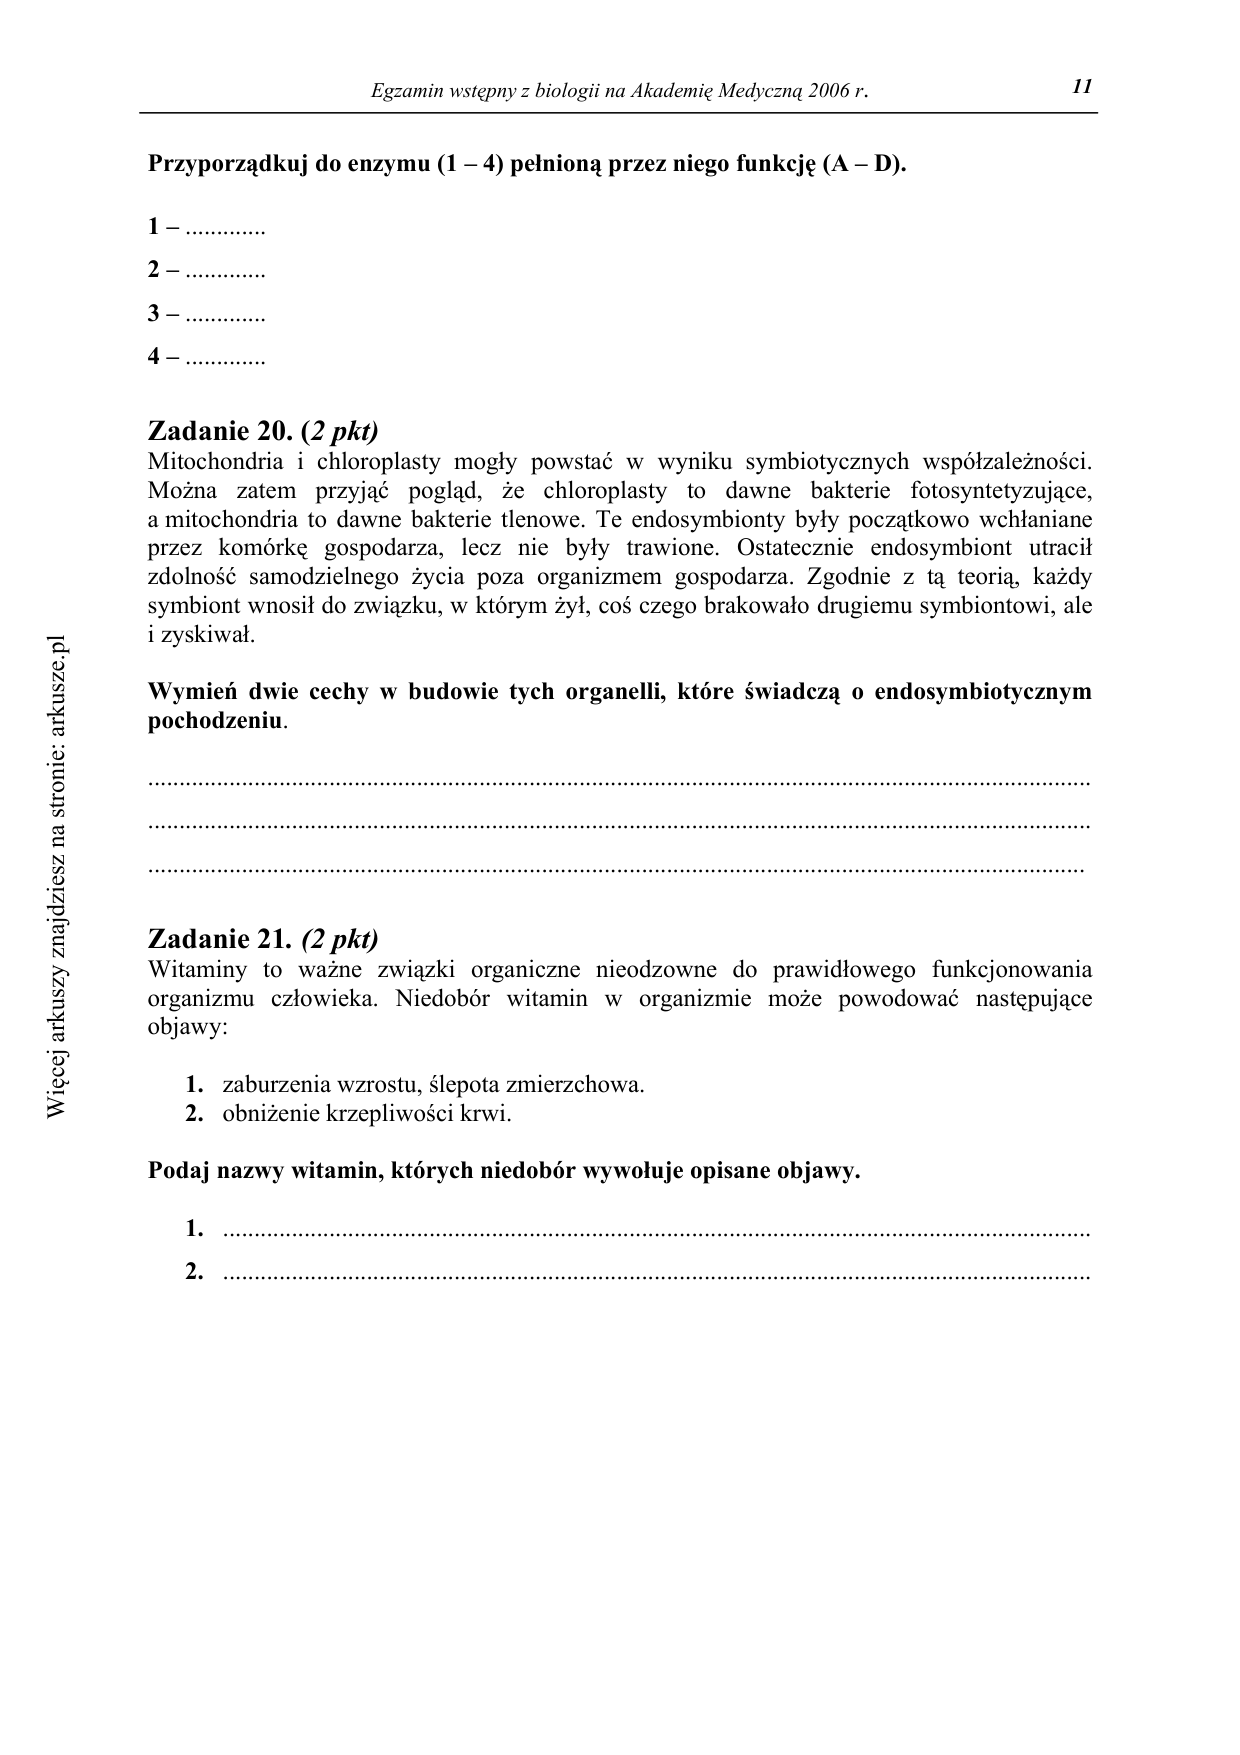 Egzamin wstępny z biologii na Akademię Medyczną 2006 r.
11
Przyporządkuj do enzymu (1 – 4) pełnioną przez niego funkcję (A – D).
1 – .............
2 – .............
3 – .............
4 – .............
Zadanie 20. (2 pkt)
Mitochondria i chloroplasty mogły powstać w wyniku symbiotycznych współzależności.
Można zatem przyjąć pogląd, że chloroplasty to dawne bakterie fotosyntetyzujące,
a mitochondria to dawne bakterie tlenowe. Te endosymbionty były początkowo wchłaniane
przez komórkę gospodarza, lecz nie były trawione. Ostatecznie endosymbiont utracił
zdolność samodzielnego życia poza organizmem gospodarza. Zgodnie z tą teorią, każdy
symbiont wnosił do związku, w którym żył, coś czego brakowało drugiemu symbiontowi, ale
i zyskiwał.
Wymień dwie cechy w budowie tych organelli, które świadczą o endosymbiotycznym
pochodzeniu.
.......................................................................................................................................................
.......................................................................................................................................................
......................................................................................................................................................
Zadanie 21. (2 pkt)
Witaminy to ważne związki organiczne nieodzowne do prawidłowego funkcjonowania
organizmu człowieka. Niedobór witamin w organizmie może powodować następujące
objawy:
1. zaburzenia wzrostu, ślepota zmierzchowa.
2. obniżenie krzepliwości krwi.
Podaj nazwy witamin, których niedobór wywołuje opisane objawy.
1. ...........................................................................................................................................
2. ...........................................................................................................................................
Więcej arkuszy znajdziesz na stronie: arkusze.pl